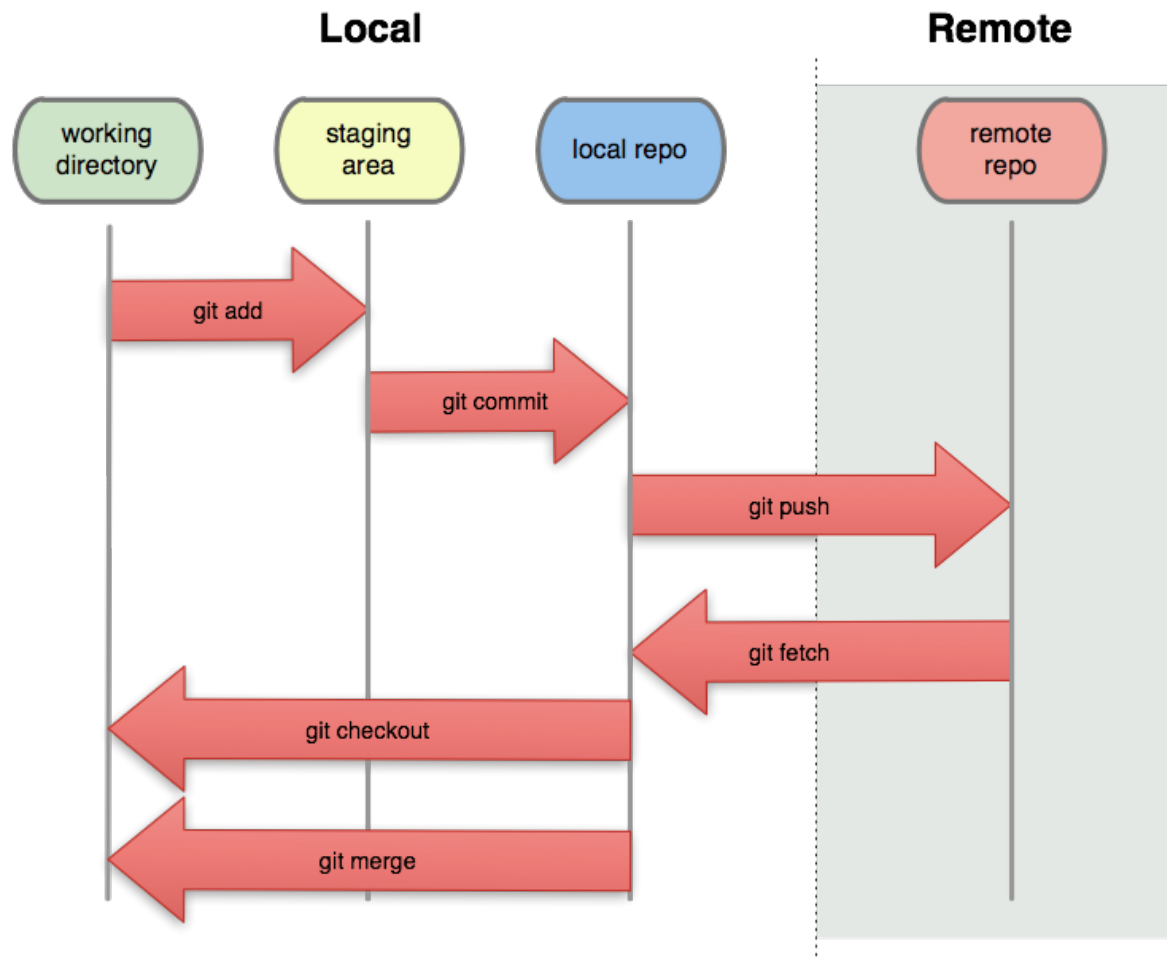 Local
Remote
working
directory
staging
area
local repo
remote
repo
git add
git commit
git push
git fetch
git checkout
git merge